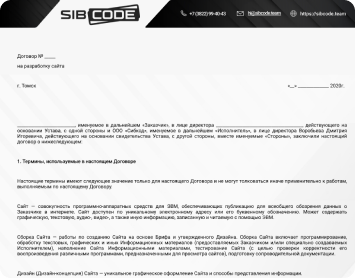 SIBCODE
+7 (3822) 99-40-43
hi@sibcode.team
https://sibcode.team
Договор № ____
на разработку сайта
г. Томск «__» ____________ 2020г.
____________________, именуемое в дальнейшем «Заказчик», в лице директора ____________________________, действующего на
основании Устава, с одной стороны и ООО «Сибкод», именуемое в дальнейшем «Исполнитель», в лице директора Воробьева Дмитрия
Игоревича, действующего на основании свидетельства Устава, с другой стороны, вместе именуемые «Стороны», заключили настоящий
договор о нижеследующем:
1. Термины, используемые в настоящем Договоре
Настоящие термины имеют следующее значение только для настоящего Договора и не могут толковаться иначе применительно к работам,
выполняемым по настоящему Договору:
Сайт — совокупность программно-аппаратных средств для ЭВМ, обеспечивающих публикацию для всеобщего обозрения данных о
Заказчике в интернете. Сайт доступен по уникальному электронному адресу или его буквенному обозначению. Может содержать
графическую, текстовую, аудио-, видео-, а также иную информацию, записанную и читаемую с помощью ЭВМ.
Сборка Сайта — работы по созданию Сайта на основе Брифа и утвержденного Дизайна. Сборка Сайта включает программирование,
обработку текстовых, графических и иных Информационных материалов (предоставляемых Заказчиком и/или специально создаваемых
Исполнителем), наполнение Сайта Информационными материалами, тестирование Сайта (с целью проверки корректности его
воспроизведения различными программами, предназначенными для просмотра сайтов), подготовку сопроводительной документации.
Дизайн (Дизайн-концепция) Сайта — уникальное графическое оформление Сайта и способы представления информации.